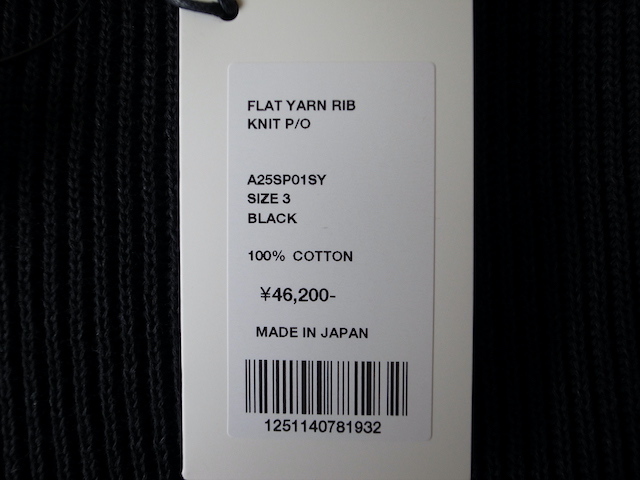 FLAT YARN RIB
KNIT P/O
A25SP01SY
SIZE 3
BLACK
100% COTTON
¥46,200-
MADE IN JAPAN
1251140781932